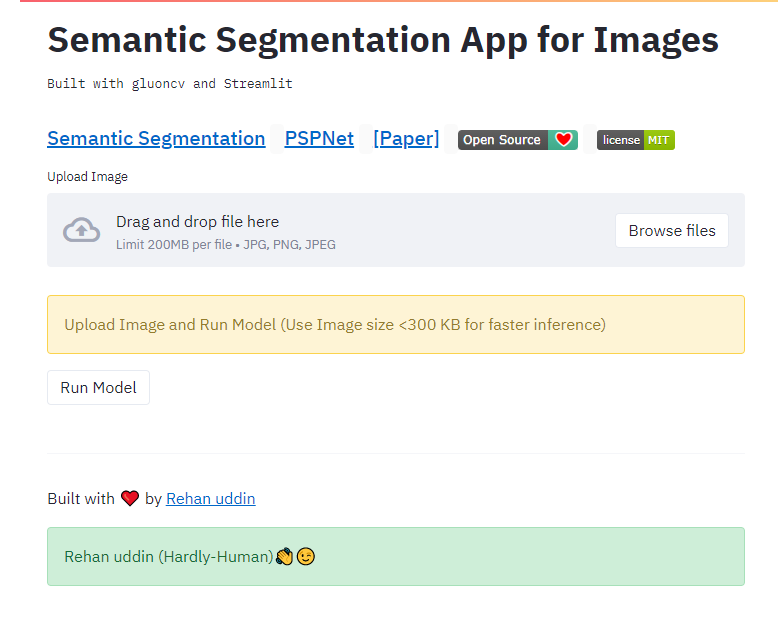 Semantic Segmentation App for Images
Built with gluoncv and Streamlit
Semantic Segmentation PSPNet [Paper] Open Source license MIT
Upload Image
Drag and drop file here
Limit 200MB per file • JPG, PNG, JPEG
Browse files
Upload Image and Run Model (Use Image size <300 KB for faster inference)
Run Model
Built with ❤️ by Rehan uddin
Rehan uddin (Hardly-Human)👏😉